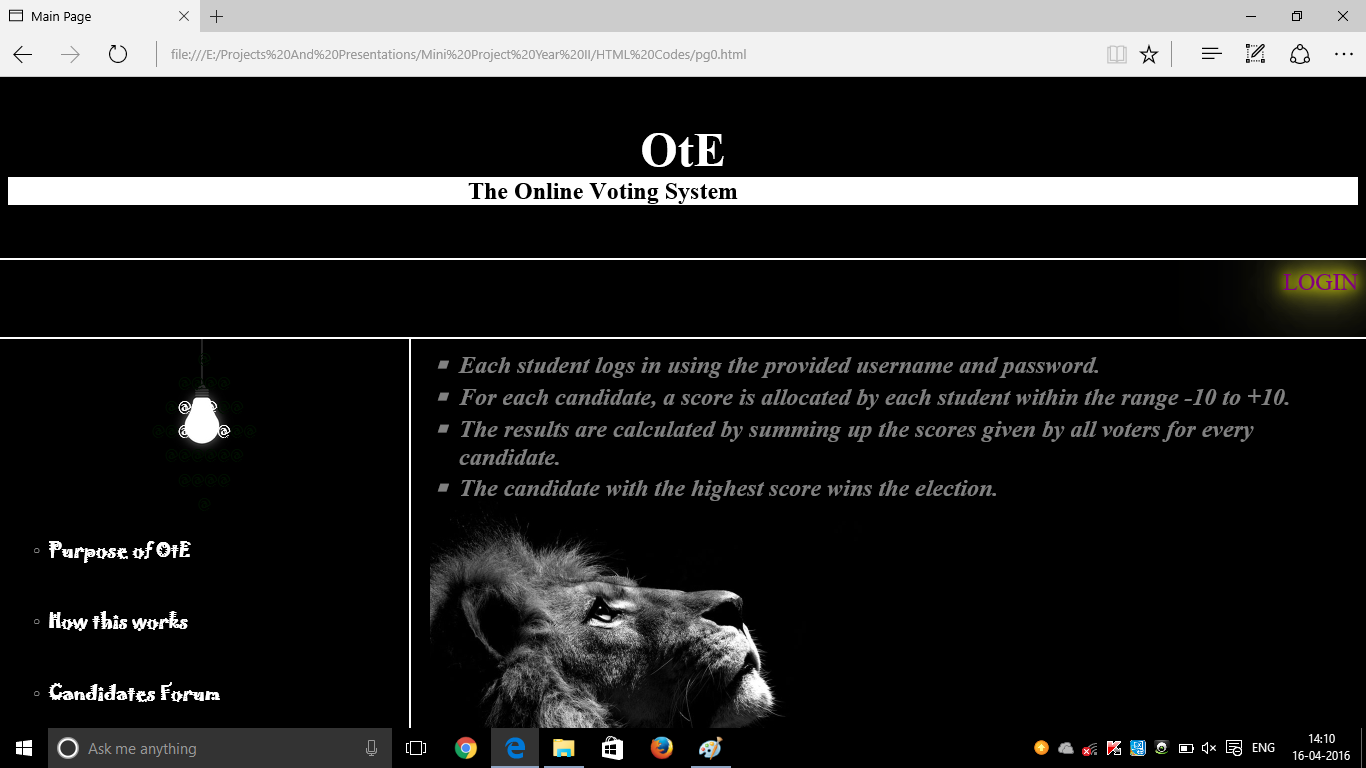 Main Page
file:///E:/Projects%20And%20Presentations/Mini%20Project%20Year%20II/HTML%20Codes/pg0.html
OtE
The Online Voting System
LOGIN
Each student logs in using the provided username and password.
For each candidate, a score is allocated by each student within the range -10 to +10.
The results are calculated by summing up the scores given by all voters for every
candidate.
The candidate with the highest score wins the election.
Purpose of OtE
How this works
Candidates Forum
Ask me anything
ENG
14:10
16-04-2016